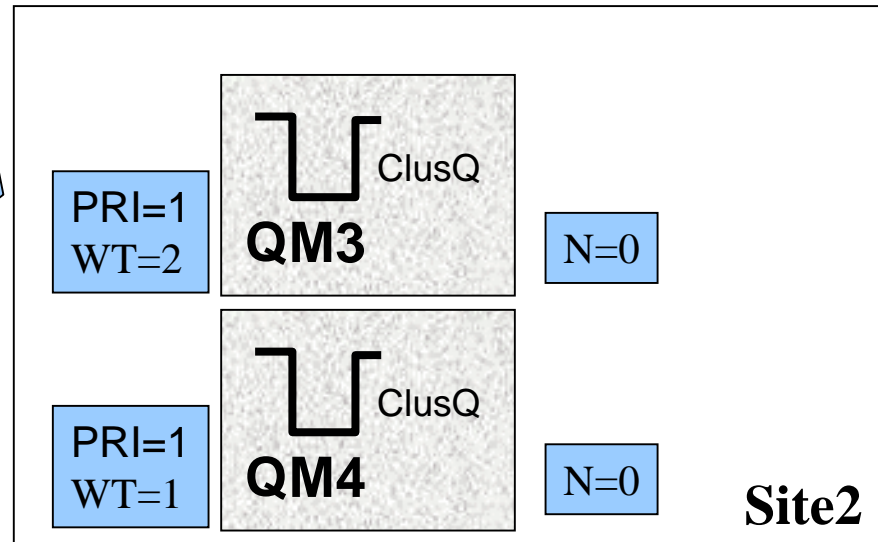 ClusQ
PRI=1
WT=2
QM3
N=0
ClusQ
PRI=1
WT=1
QM4
N=0
Site2